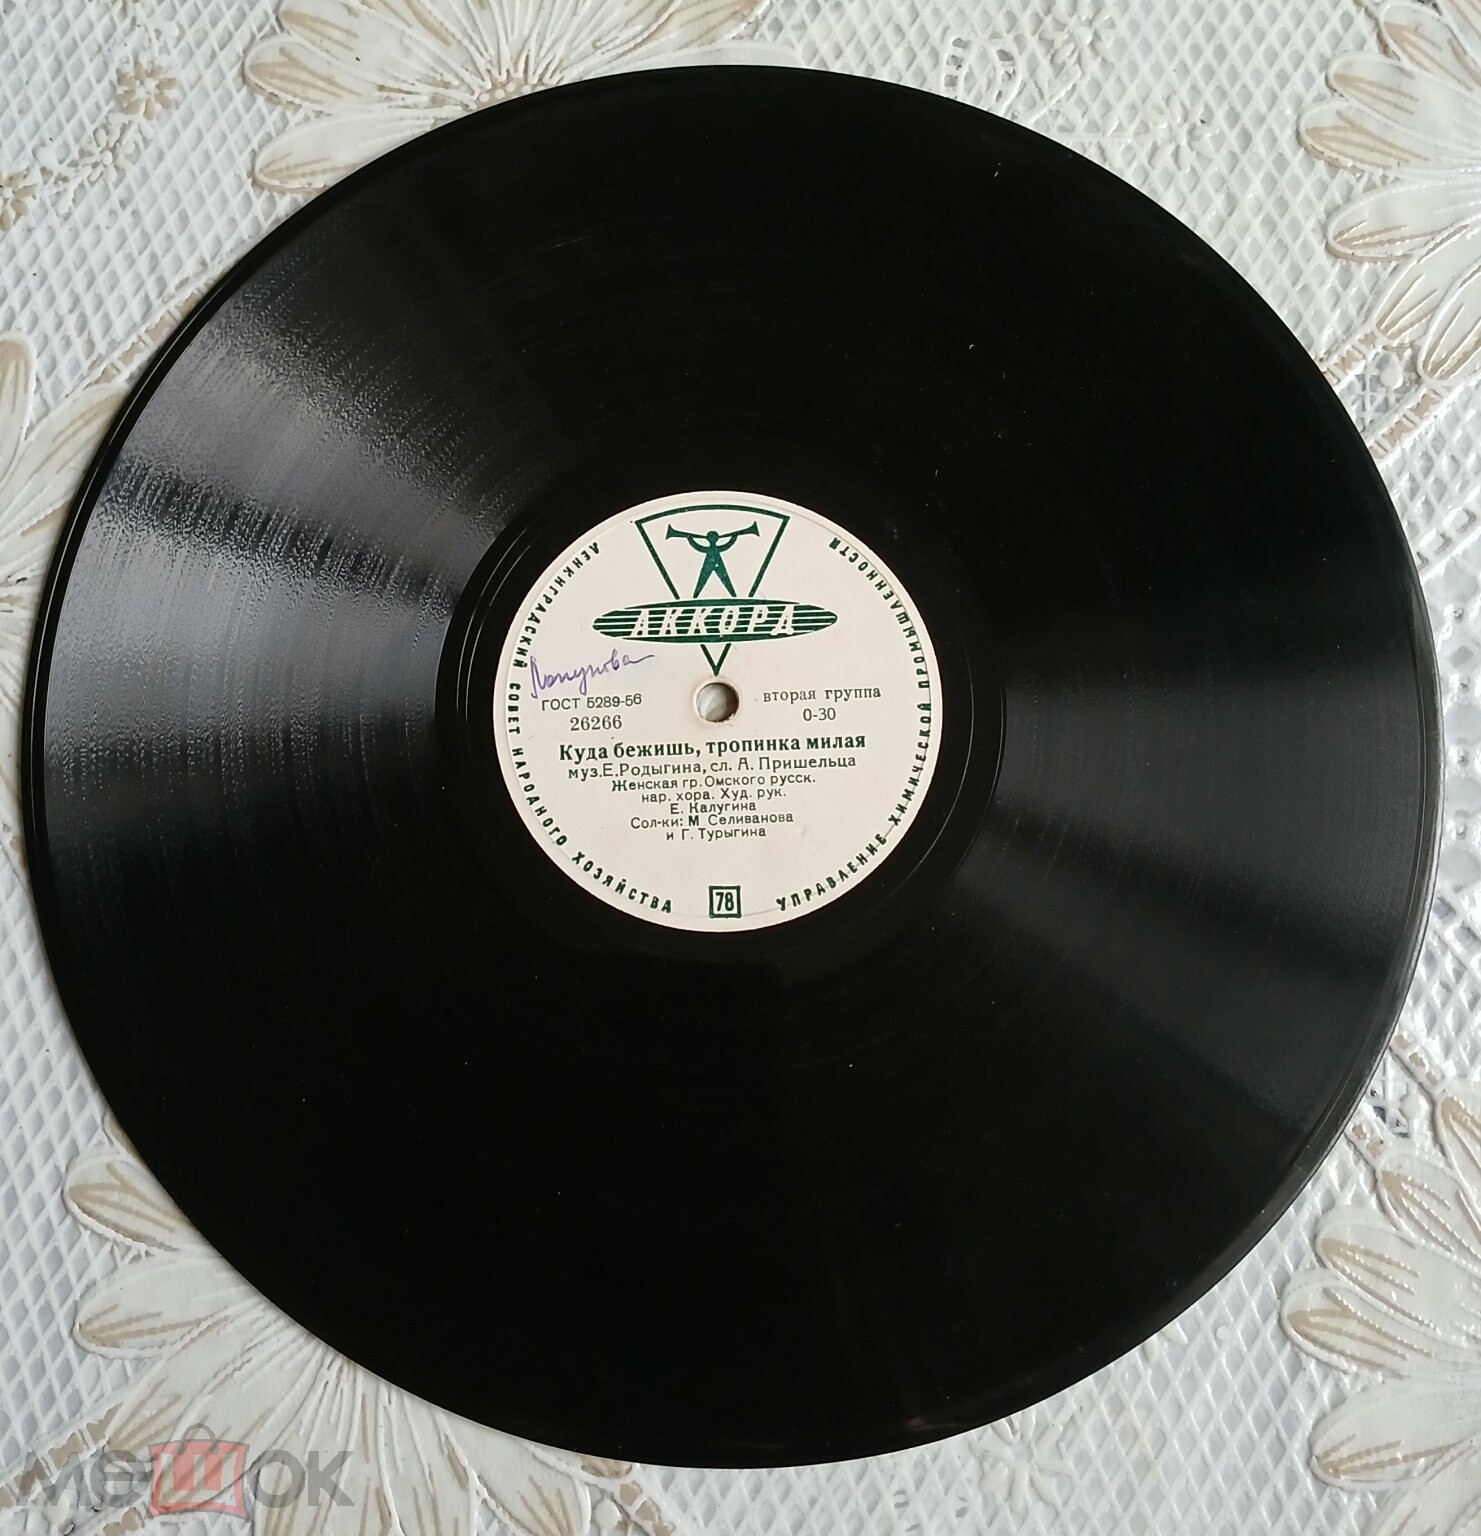 ЛЕНИНГРАДСКИЙ СОВЕТ НАРОДНОГО ХОЗЯЙСТВА
УПРАВЛЕНИЕ ХИМИЧЕСКОЙ ПРОМЫШЛЕННОСТИ
АККОРД
ГОСТ 5289-56
26266
вторая группа
0-30
Куда бежишь, тропинка милая
муз.Е.Родыгина, сл. А. Пришельца
Женская гр.Омского русск.
нар. хора. Худ. рук.
Е. Калугина
Сол-ки: М Селиванова
и Г. Турыгина
78
мешок